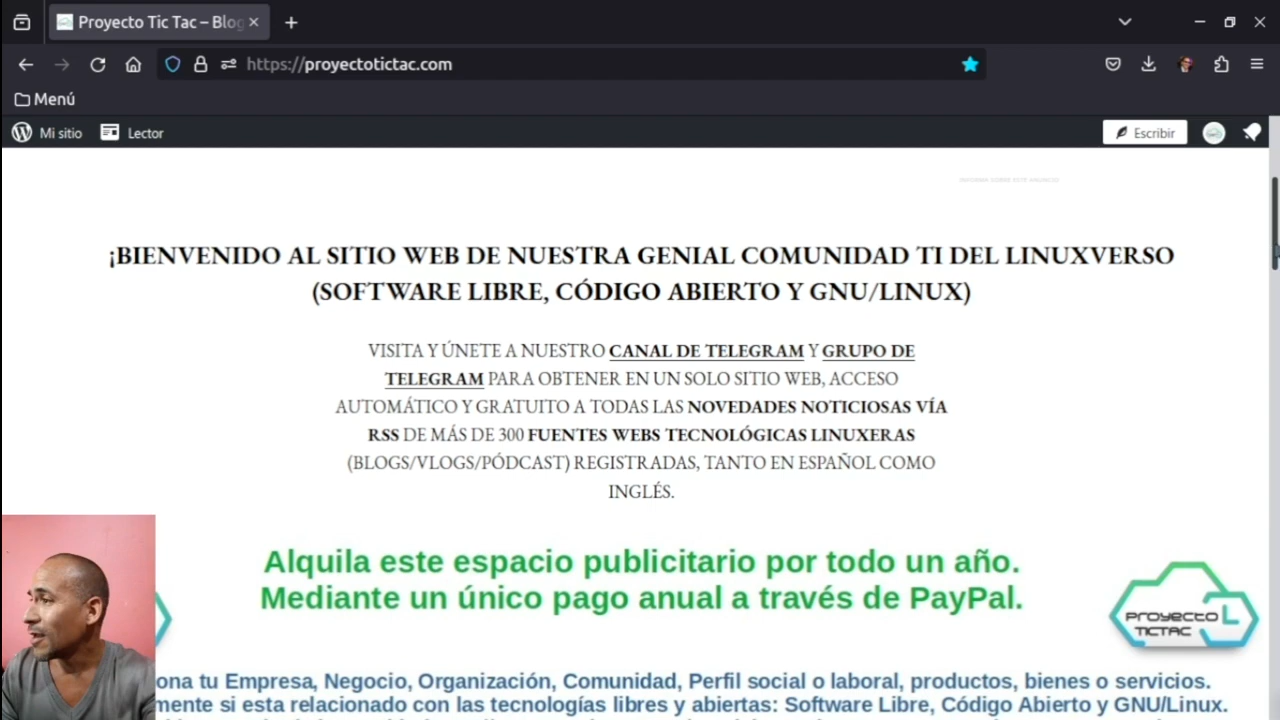 Proyecto Tic Tac – Blog
https://proyectotictac.com
Menú
Mi sitio
Lector
Escribir
¡BIENVENIDO AL SITIO WEB DE NUESTRA GENIAL COMUNIDAD TI DEL LINUXVERSO
(SOFTWARE LIBRE, CÓDIGO ABIERTO Y GNU/LINUX)
VISITA Y ÚNETE A NUESTRO CANAL DE TELEGRAM Y GRUPO DE
TELEGRAM PARA OBTENER EN UN SOLO SITIO WEB, ACCESO
AUTOMÁTICO Y GRATUITO A TODAS LAS NOVEDADES NOTICIOSAS VÍA
RSS DE MÁS DE 300 FUENTES WEBS TECNOLÓGICAS LINUXERAS
(BLOGS/VLOGS/PÓDCAST) REGISTRADAS, TANTO EN ESPAÑOL COMO
INGLÉS.
Alquila este espacio publicitario por todo un año.
Mediante un único pago anual a través de PayPal.
Proyecto
TICTAC
ona tu Empresa, Negocio, Organización, Comunidad, Perfil social o laboral, productos, bienes o servicios.
mente si esta relacionado con las tecnologías libres y abiertas: Software Libre, Código Abierto y GNU/Linux.